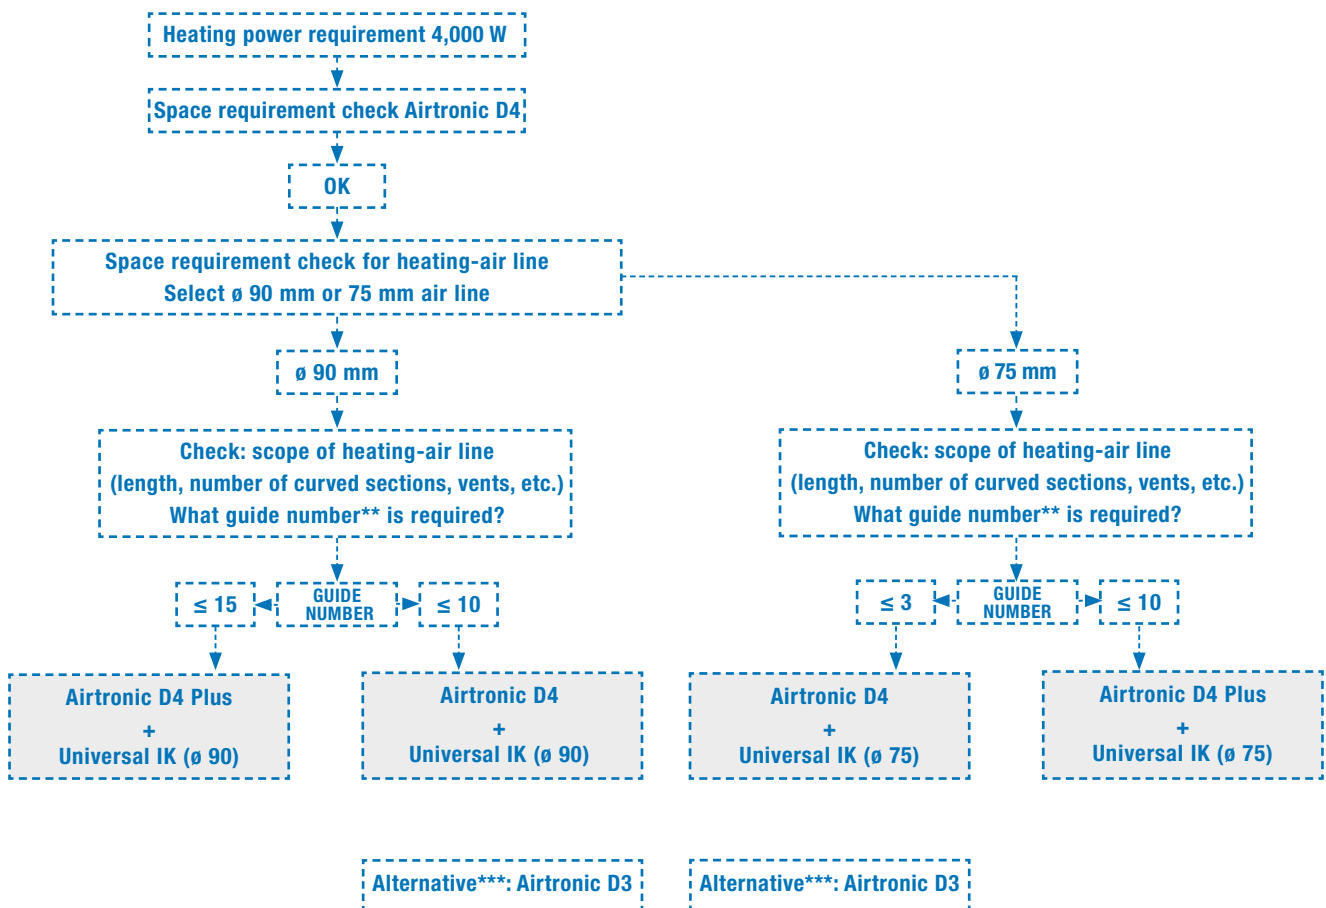 Heating power requirement 4,000 W
Space requirement check Airtronic D4
OK
Space requirement check for heating-air line
Select ø 90 mm or 75 mm air line
ø 90 mm
ø 75 mm
Check: scope of heating-air line
(length, number of curved sections, vents, etc.)
What guide number** is required?
Check: scope of heating-air line
(length, number of curved sections, vents, etc.)
What guide number** is required?
≤ 15
GUIDE
NUMBER
≤ 10
≤ 3
GUIDE
NUMBER
≤ 10
Airtronic D4 Plus
+
Universal IK (ø 90)
Airtronic D4
+
Universal IK (ø 90)
Airtronic D4
+
Universal IK (ø 75)
Airtronic D4 Plus
+
Universal IK (ø 75)
Alternative***: Airtronic D3
Alternative***: Airtronic D3